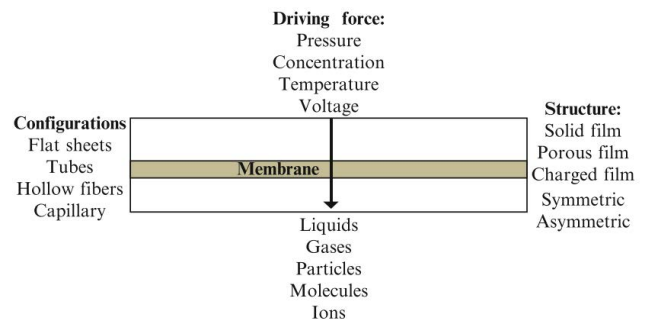 Driving force:
Pressure
Concentration
Temperature
Voltage
Configurations
Flat sheets
Tubes
Hollow fibers
Capillary
Membrane
Structure:
Solid film
Porous film
Charged film
Symmetric
Asymmetric
Liquids
Gases
Particles
Molecules
Ions